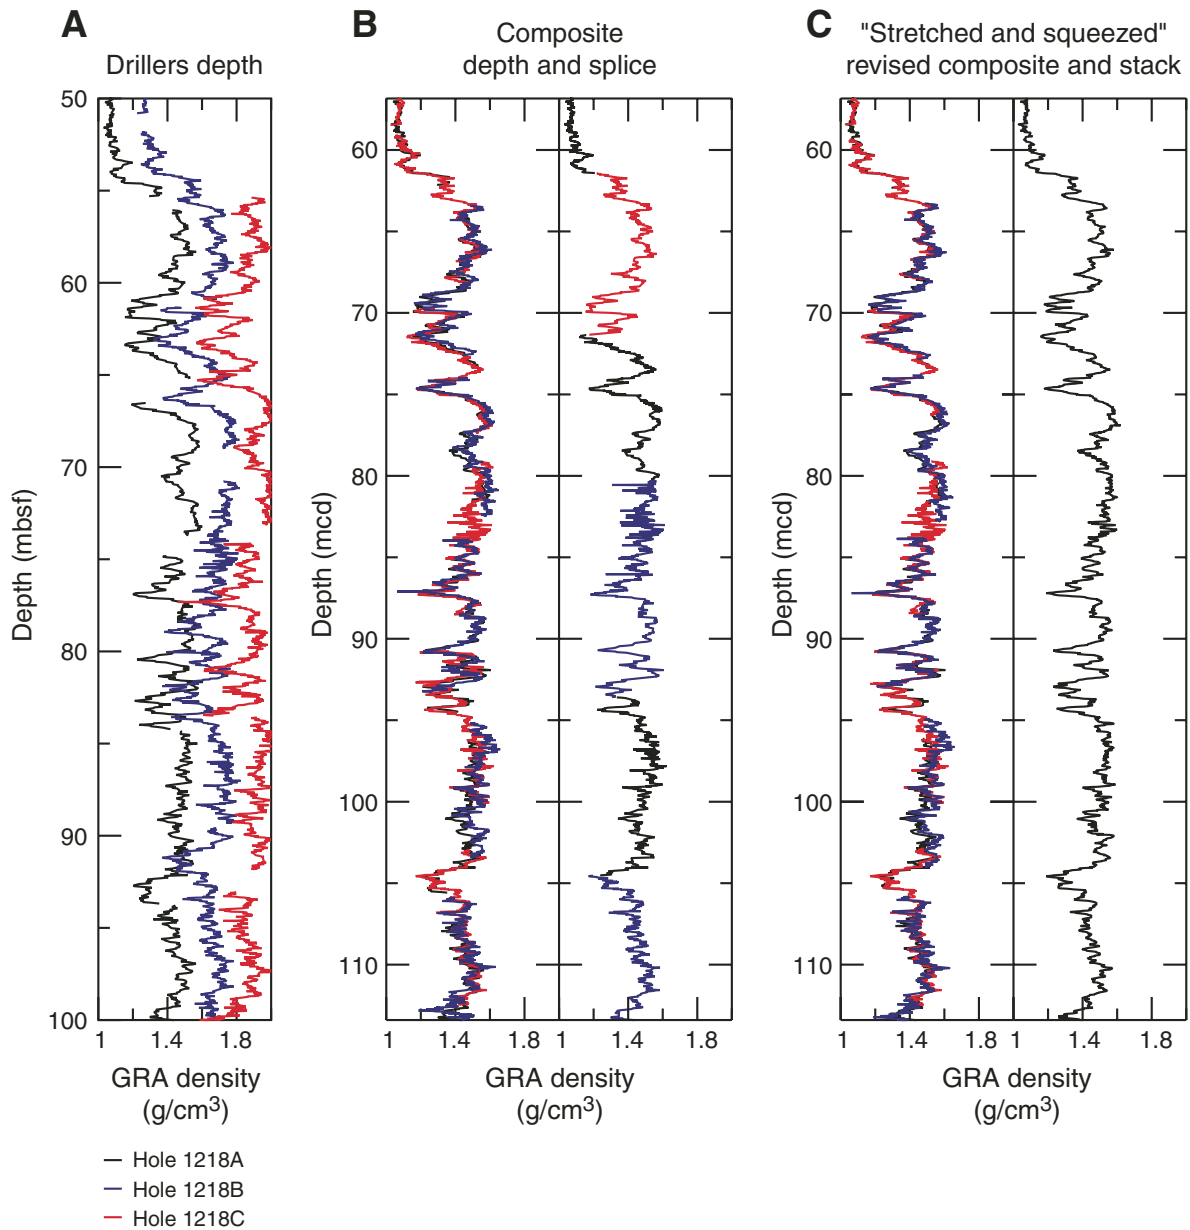 A
Drillers depth
B
Composite
depth and splice
C
"Stretched and squeezed"
revised composite and stack
50
60
70
80
90
100
Depth (mbsf)
1
1.4
1.8
GRA density
(g/cm3)
60
70
80
90
100
110
Depth (mcd)
1
1.4
1.8
1
1.4
1.8
GRA density
(g/cm3)
60
70
80
90
100
110
Depth (mcd)
1
1.4
1.8
1
1.4
1.8
GRA density
(g/cm3)
Hole 1218A
Hole 1218B
Hole 1218C